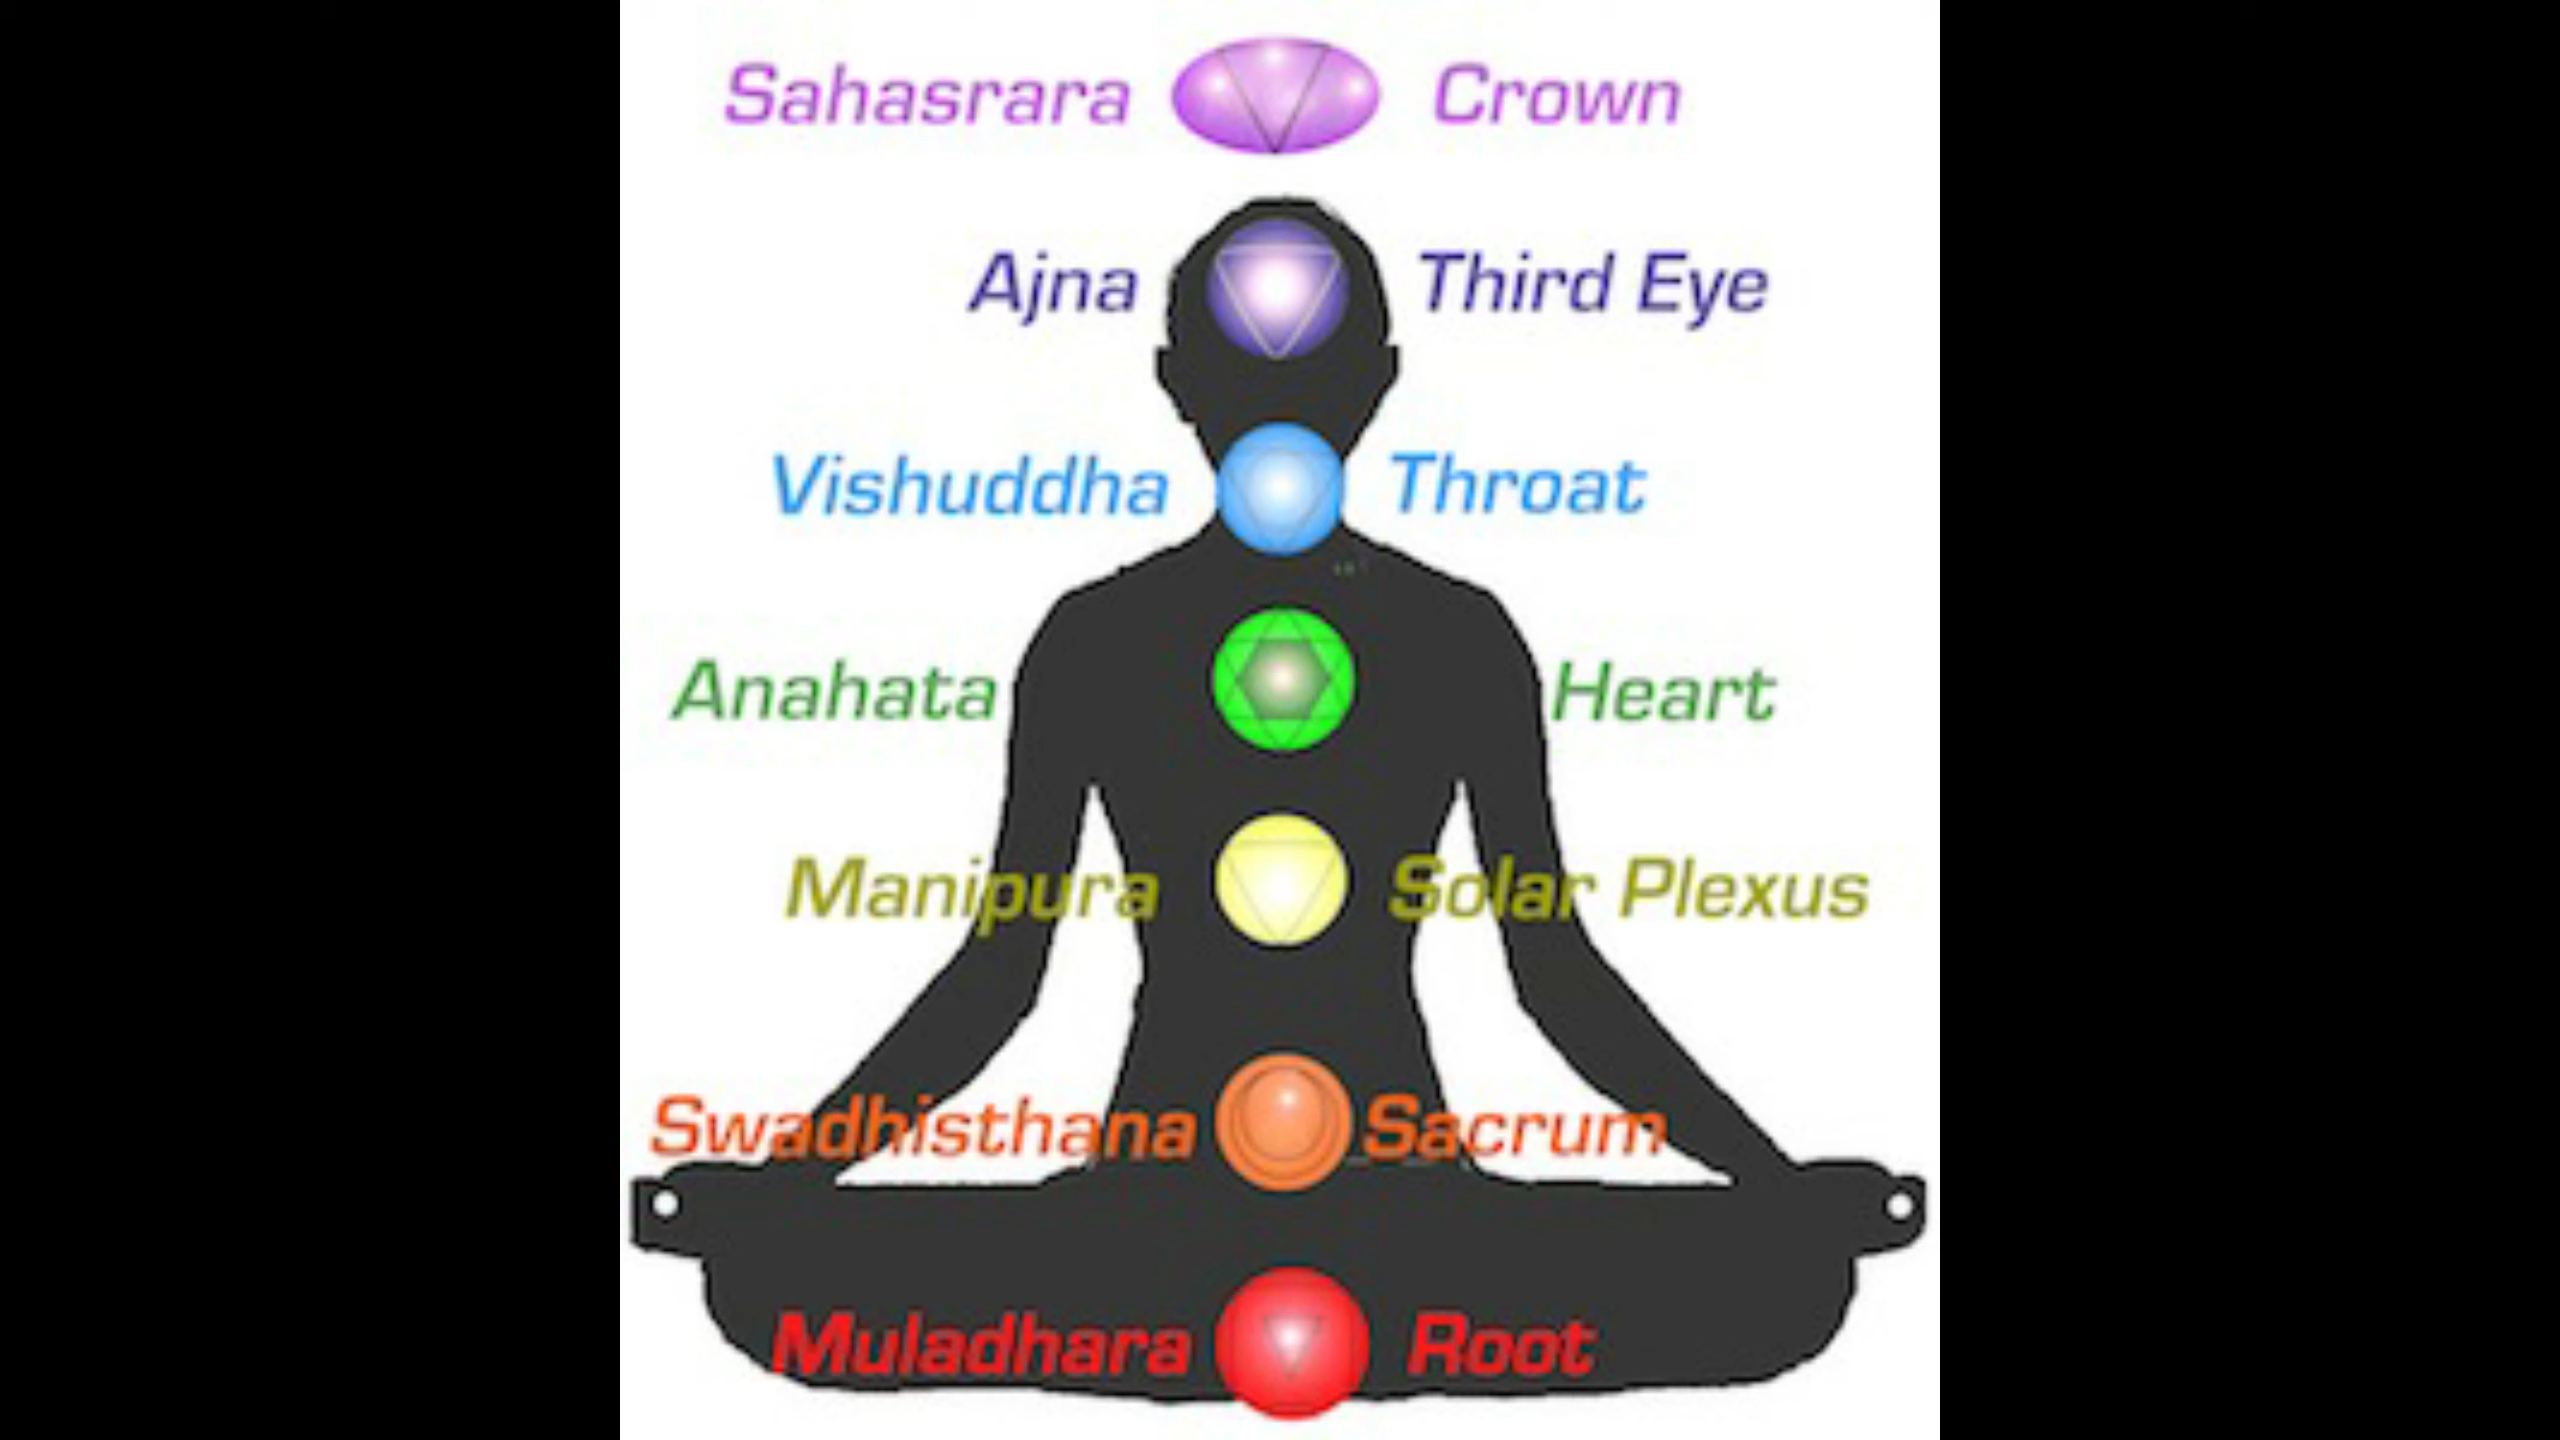 Sahasrara Crown
Ajna Third Eye
Vishuddha Throat
Anahata Heart
Manipura Solar Plexus
Swadhisthana Sacrum
Muladhara Root